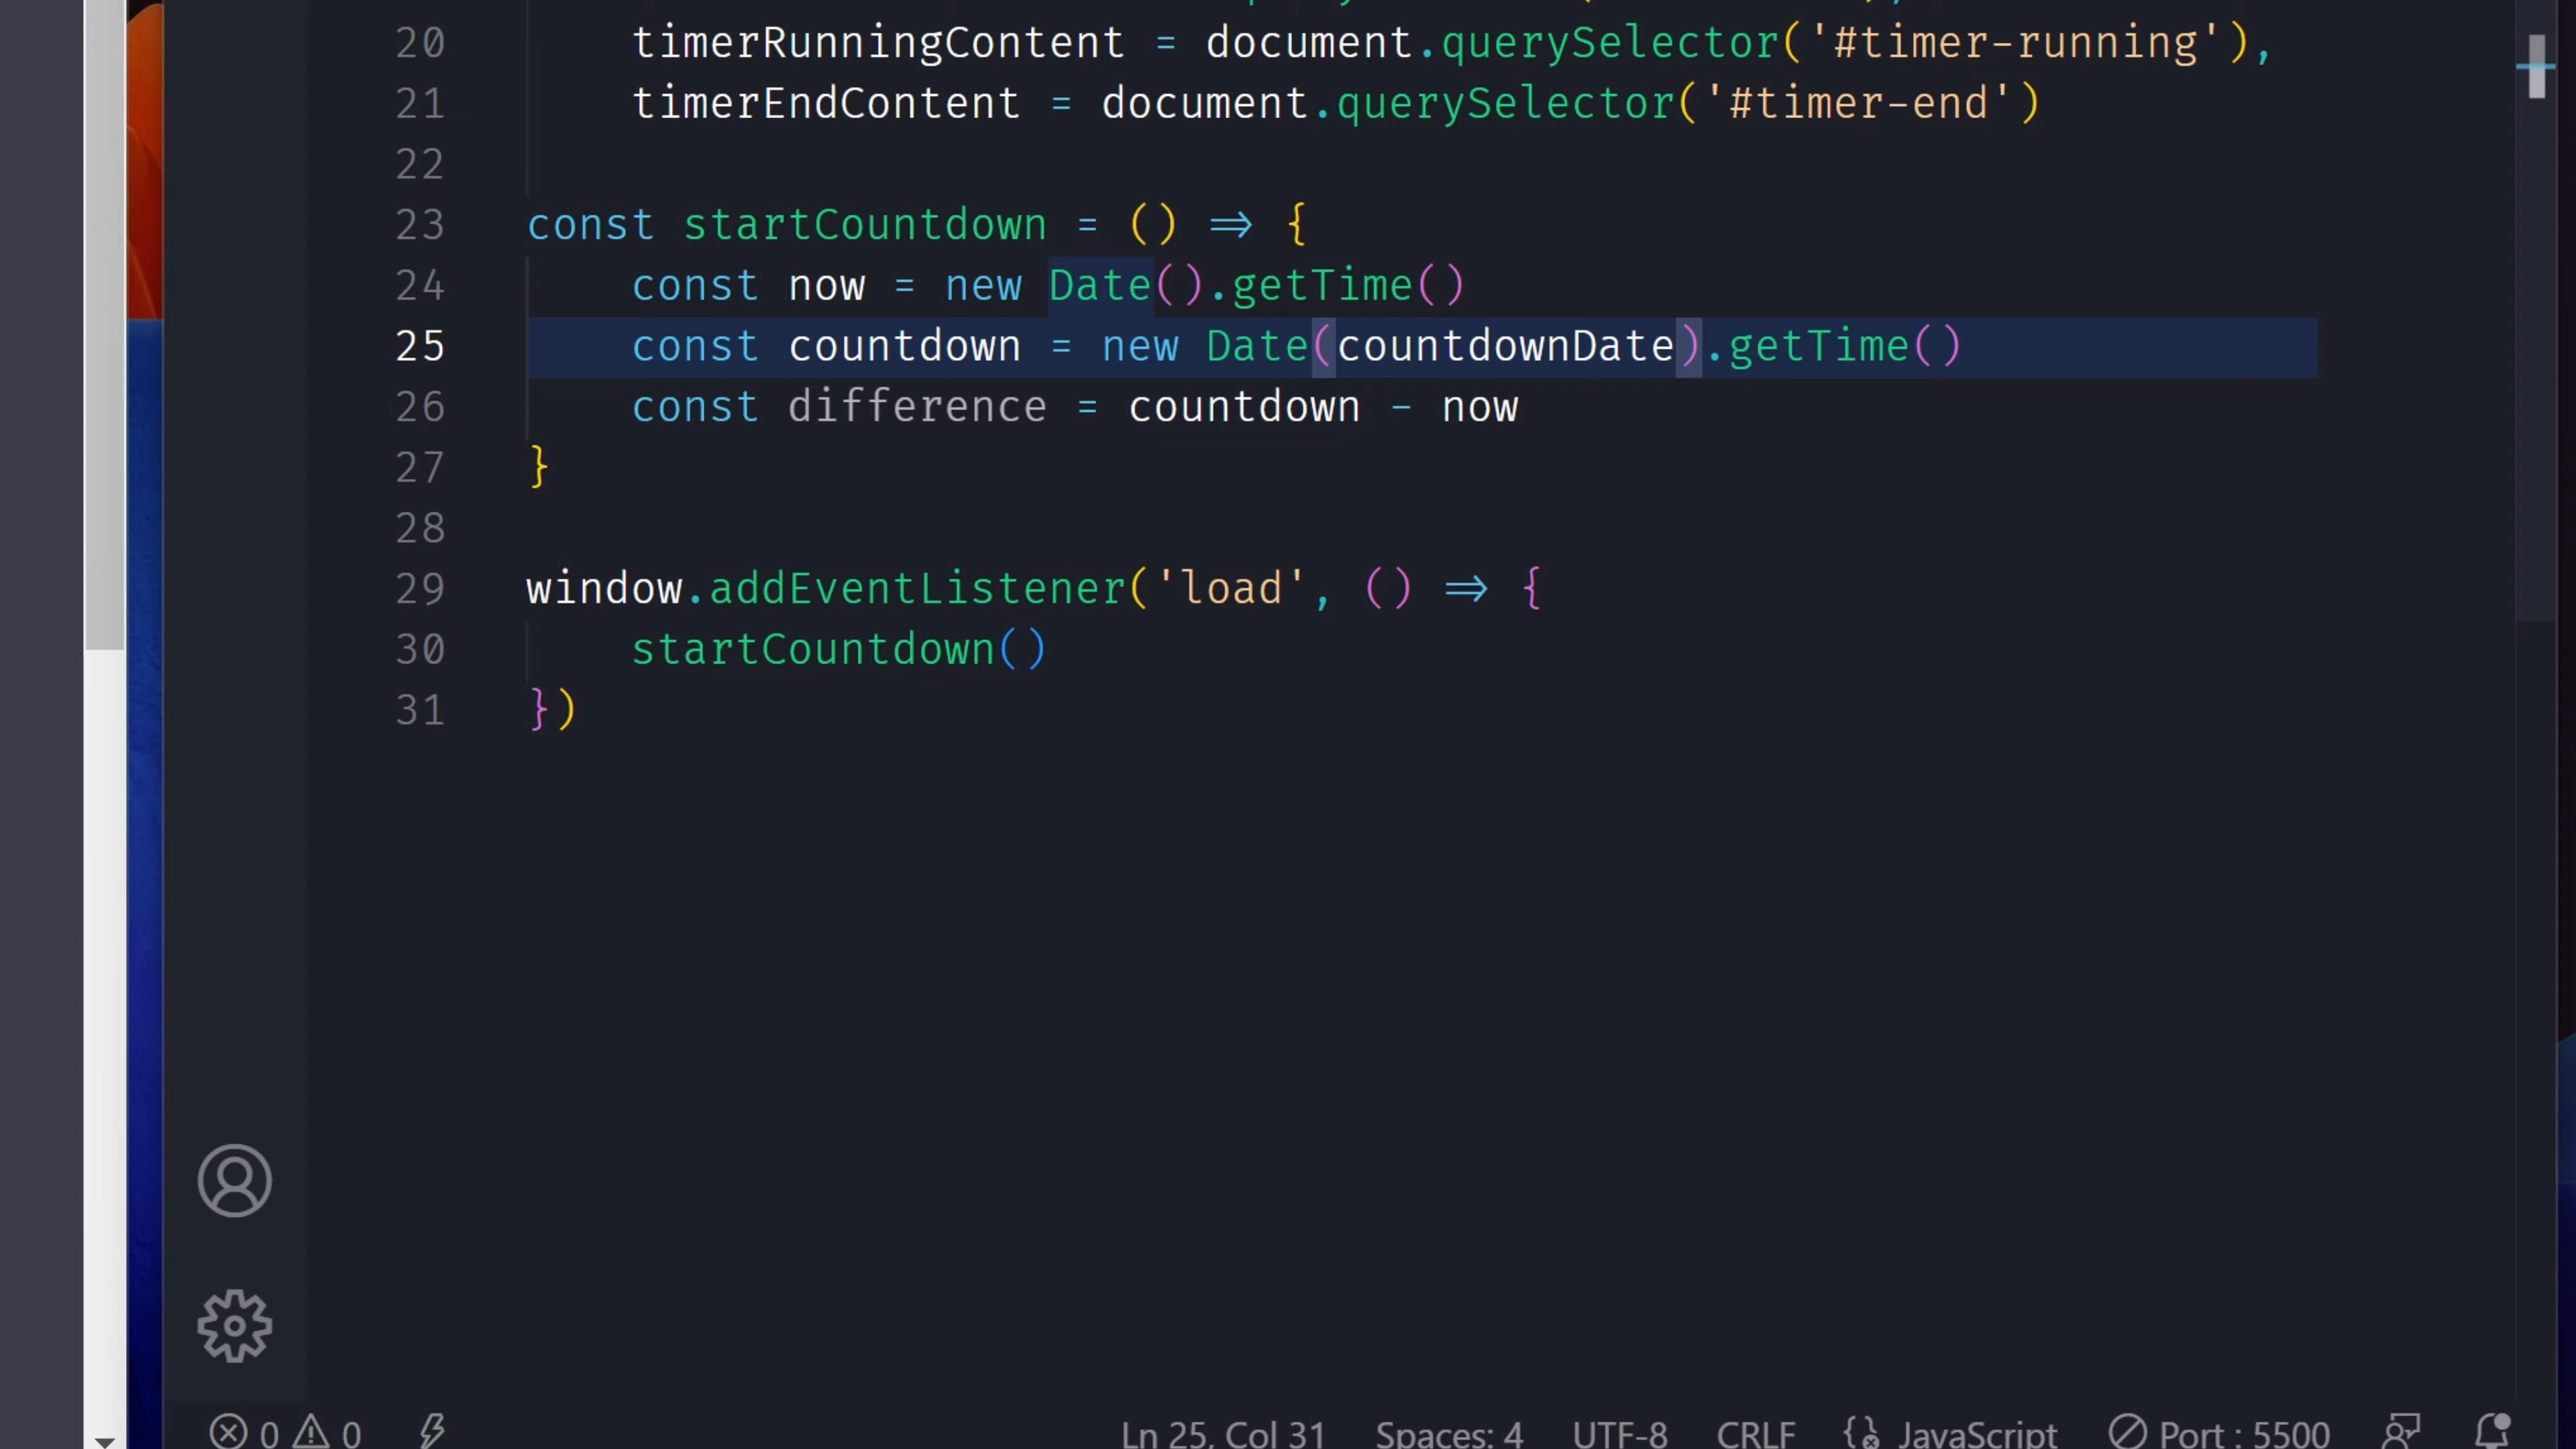 20 timerRunningContent = document.querySelector('#timer-running'),
21 timerEndContent = document.querySelector('#timer-end')
22
23 const startCountdown = () => {
24 const now = new Date().getTime()
25 const countdown = new Date(countdownDate).getTime()
26 const difference = countdown - now
27 }
28
29 window.addEventListener('load', () => {
30 startCountdown()
31 })
0 0 Ln 25, Col 31 Spaces: 4 UTF-8 CRLF JavaScript Port : 5500